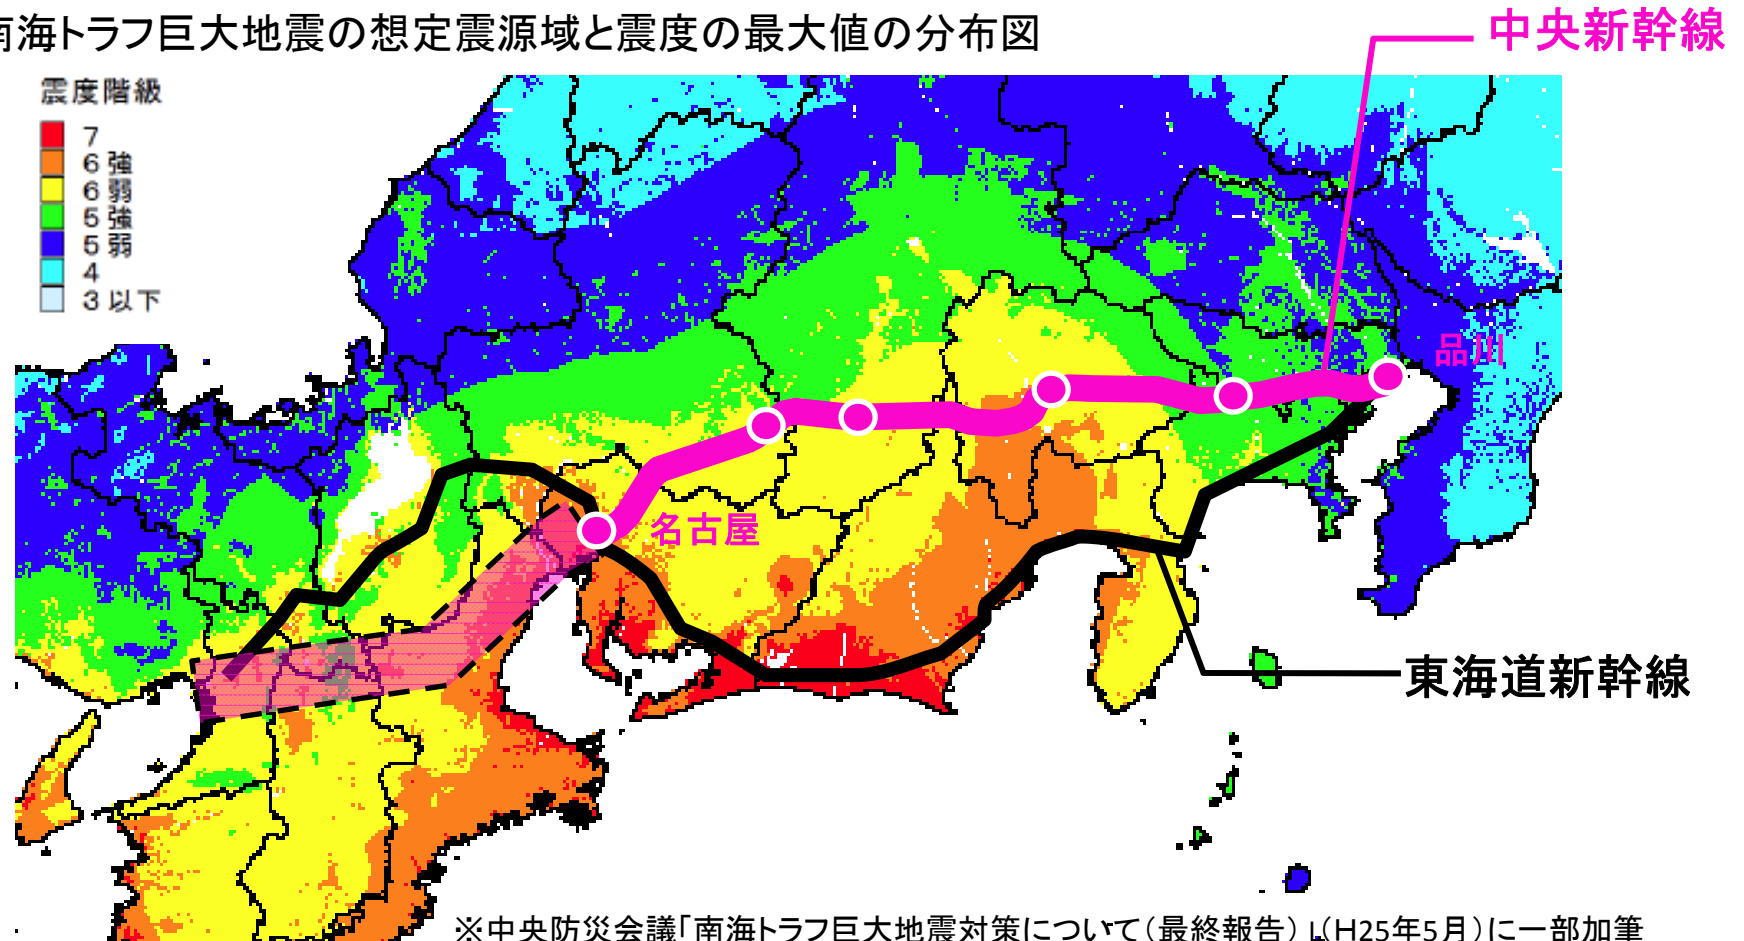 海トラフ巨大地震の想定震源域と震度の最大値の分布図
中央新幹線
震度階級
7
6強
6弱
5強
5弱
4
3以下
品川
名古屋
東海道新幹線
※中央防災会議「南海トラフ巨大地震対策について(最終報告)」(H25年5月)に一部加筆